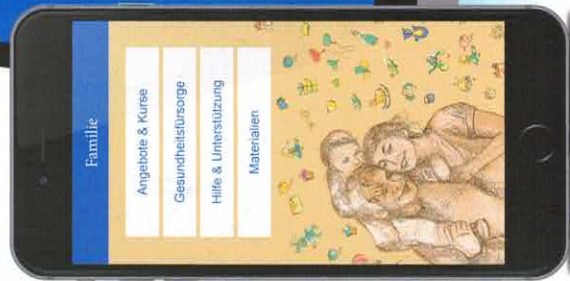 Familie
Angebote & Kurse
Gesundheitsfürsorge
Hilfe & Unterstützung
Materialien